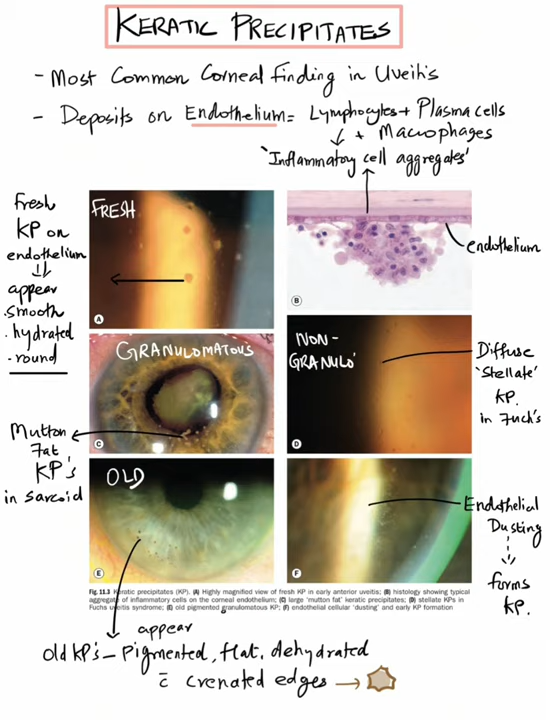 KERATIC PRECIPITATES
- Most Common Corneal finding in Uveitis
- Deposits on Endothelium = Lymphocytes + Plasma cells
+ Macrophages
'Inflammatory cell aggregates'
fresh
KP on
endothelium
appear
.smooth
.hydrated
.round
FRESH
A
B
endothelium
GRANULOMATOUS
C
NON-
GRANULO'
D
Diffuse
'Stellate'
KP.
in Fuch's
Mutton
Fat
KP's
in sarcoid
OLD
E
F
Endothelial
Dusting
forms
KP.
Fig. 11.3 Keratic precipitates (KP). (A) Highly magnified view of fresh KP in early anterior uveitis; (B) histology showing typical
aggregate of inflammatory cells on the corneal endothelium; (C) large 'mutton fat' keratic precipitates; (D) stellate KPs in
Fuchs uveitis syndrome; (E) old pigmented granulomatous KP; (F) endothelial cellular 'dusting' and early KP formation
appear
Old KP's – Pigmented, flat, dehydrated
c̄ crenated edges →